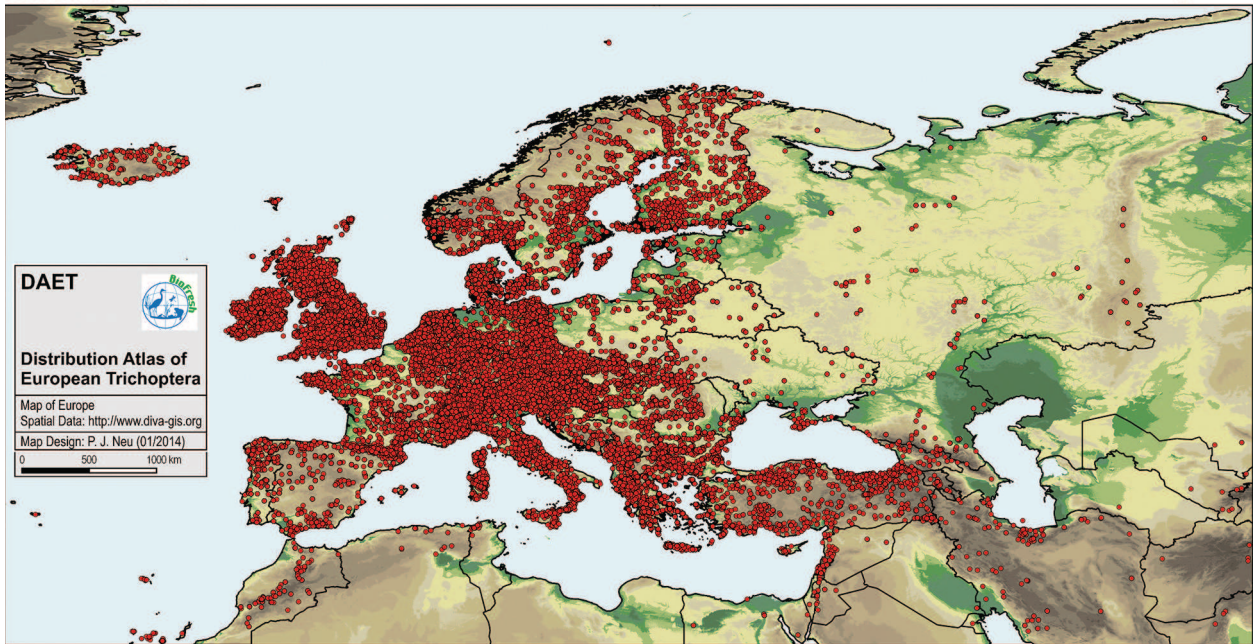 DAET
BioFresh
Distribution Atlas of
European Trichoptera
Map of Europe
Spatial Data: http://www.diva-gis.org
Map Design: P. J. Neu (01/2014)
0 500 1000 km